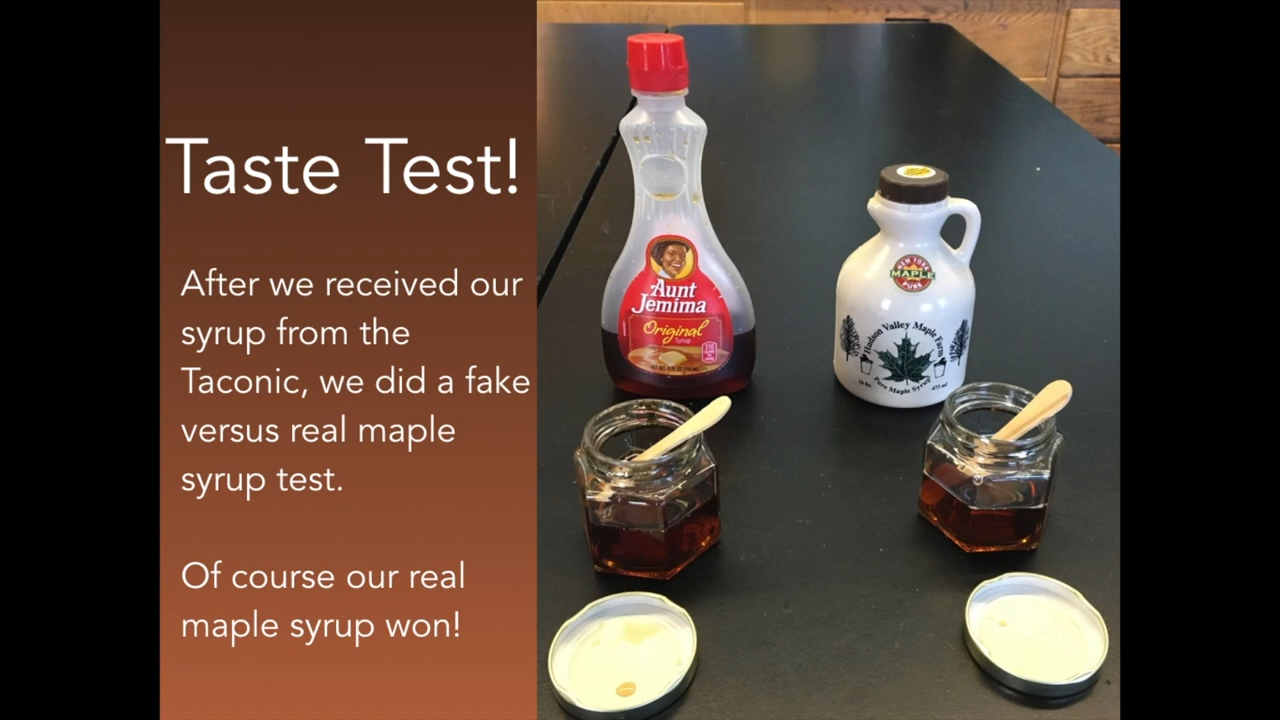 Taste Test!
After we received our
syrup from the
Taconic, we did a fake
versus real maple
syrup test.
Of course our real
maple syrup won!
Aunt
Jemima
Original
Syrup
NEW YORK
MAPLE
PURE
Hudson Valley Maple Farm
Pure Maple Syrup
473 ml